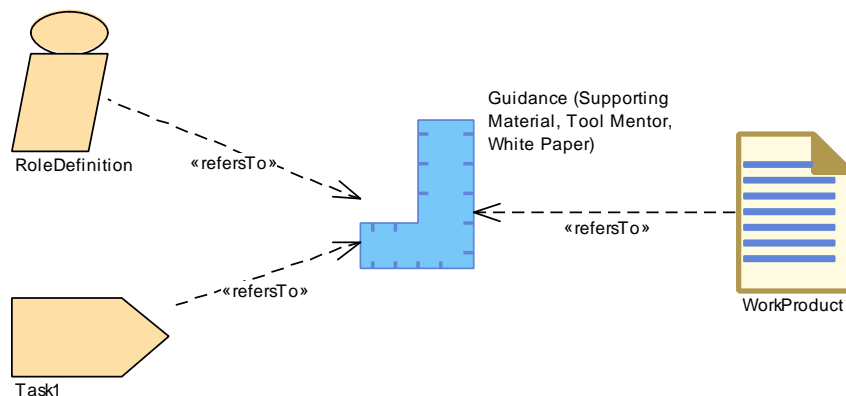 Guidance (Supporting
Material, Tool Mentor,
White Paper)
RoleDefinition
«refersTo»
«refersTo»
«refersTo»
WorkProduct
Task1